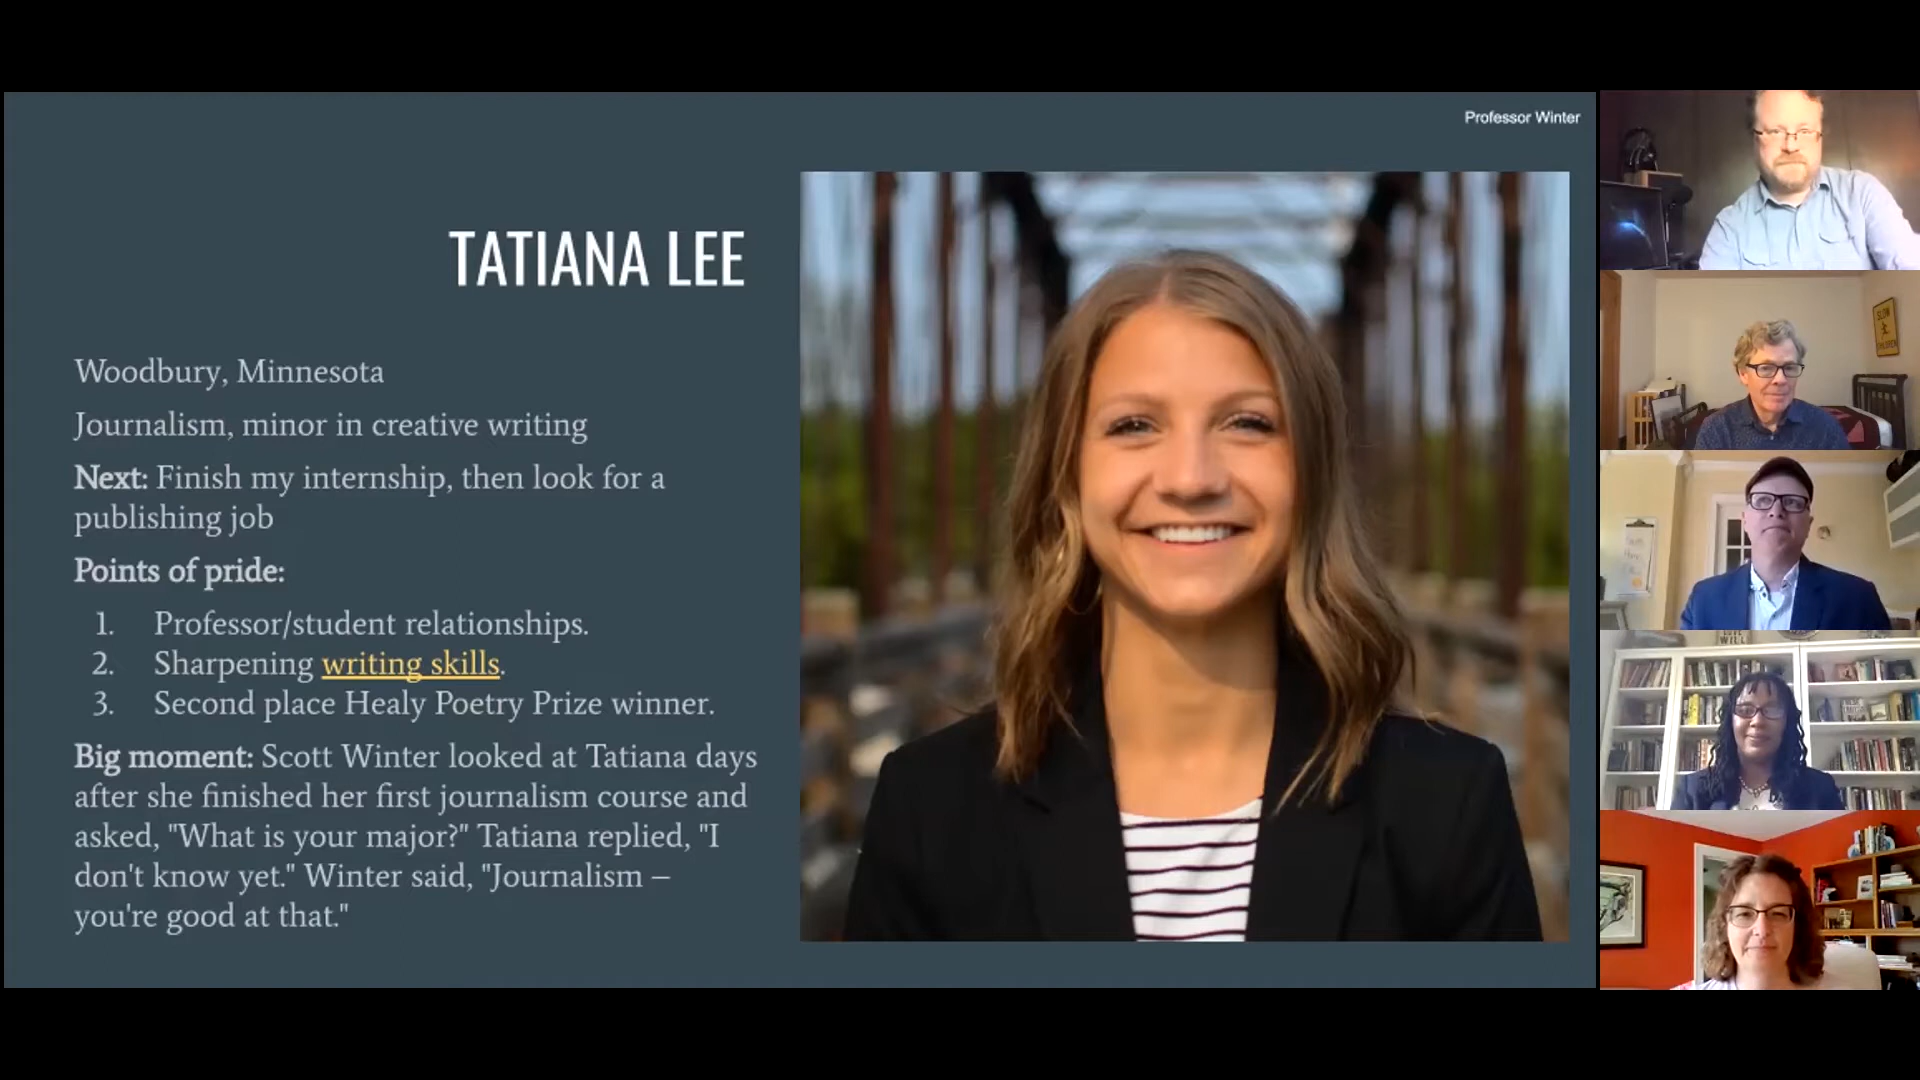 Professor Winter
TATIANA LEE
Woodbury, Minnesota
Journalism, minor in creative writing
Next: Finish my internship, then look for a
publishing job
Points of pride:
1. Professor/student relationships.
2. Sharpening writing skills.
3. Second place Healy Poetry Prize winner.
Big moment: Scott Winter looked at Tatiana days
after she finished her first journalism course and
asked, "What is your major?" Tatiana replied, "I
don't know yet." Winter said, "Journalism –
you're good at that."
SLOW
CHILDREN
WILL